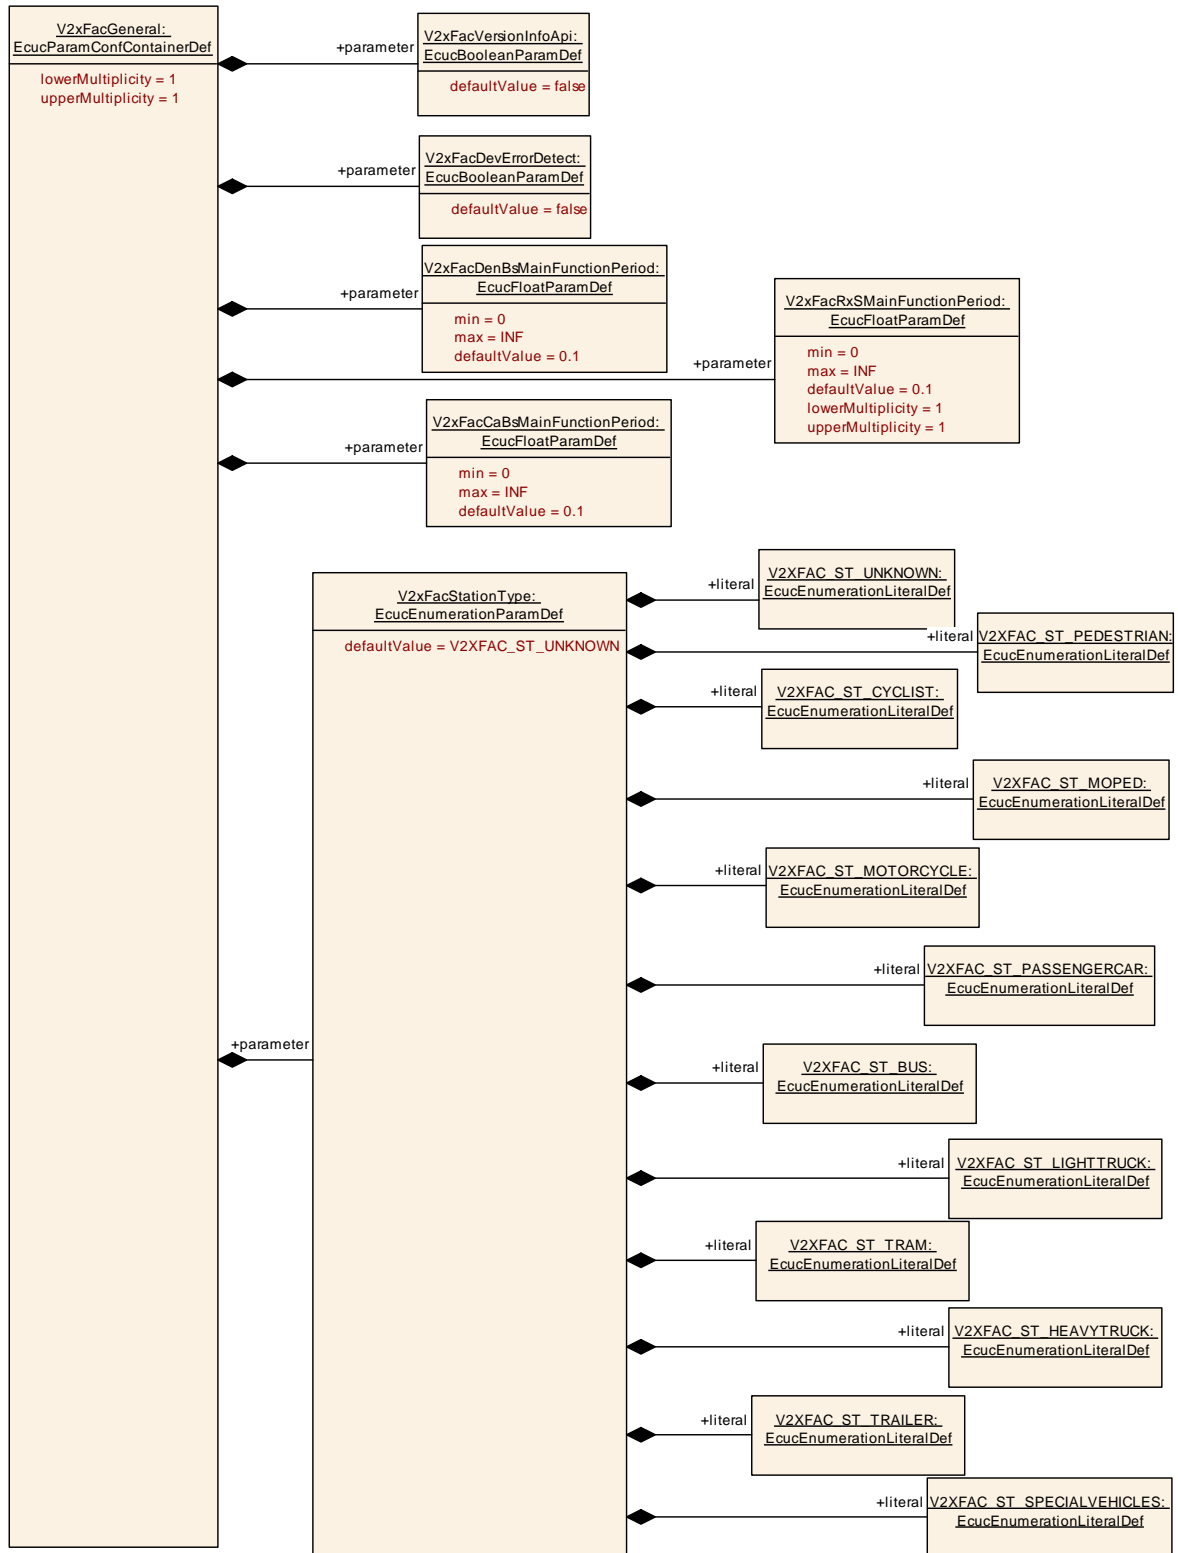 V2xFacGeneral:
EcucParamConfContainerDef
lowerMultiplicity = 1
upperMultiplicity = 1
+parameter
V2xFacVersionInfoApi:
EcucBooleanParamDef
defaultValue = false
+parameter
V2xFacDevErrorDetect:
EcucBooleanParamDef
defaultValue = false
+parameter
V2xFacDenBsMainFunctionPeriod:
EcucFloatParamDef
min = 0
max = INF
defaultValue = 0.1
+parameter
V2xFacRxSMainFunctionPeriod:
EcucFloatParamDef
min = 0
max = INF
defaultValue = 0.1
lowerMultiplicity = 1
upperMultiplicity = 1
+parameter
V2xFacCaBsMainFunctionPeriod:
EcucFloatParamDef
min = 0
max = INF
defaultValue = 0.1
+parameter
V2xFacStationType:
EcucEnumerationParamDef
defaultValue = V2XFAC_ST_UNKNOWN
+literal
V2XFAC_ST_UNKNOWN:
EcucEnumerationLiteralDef
+literal
V2XFAC_ST_PEDESTRIAN:
EcucEnumerationLiteralDef
+literal
V2XFAC_ST_CYCLIST:
EcucEnumerationLiteralDef
+literal
V2XFAC_ST_MOPED:
EcucEnumerationLiteralDef
+literal
V2XFAC_ST_MOTORCYCLE:
EcucEnumerationLiteralDef
+literal
V2XFAC_ST_PASSENGERCAR:
EcucEnumerationLiteralDef
+literal
V2XFAC_ST_BUS:
EcucEnumerationLiteralDef
+literal
V2XFAC_ST_LIGHTTRUCK:
EcucEnumerationLiteralDef
+literal
V2XFAC_ST_TRAM:
EcucEnumerationLiteralDef
+literal
V2XFAC_ST_HEAVYTRUCK:
EcucEnumerationLiteralDef
+literal
V2XFAC_ST_TRAILER:
EcucEnumerationLiteralDef
+literal
V2XFAC_ST_SPECIALVEHICLES:
EcucEnumerationLiteralDef